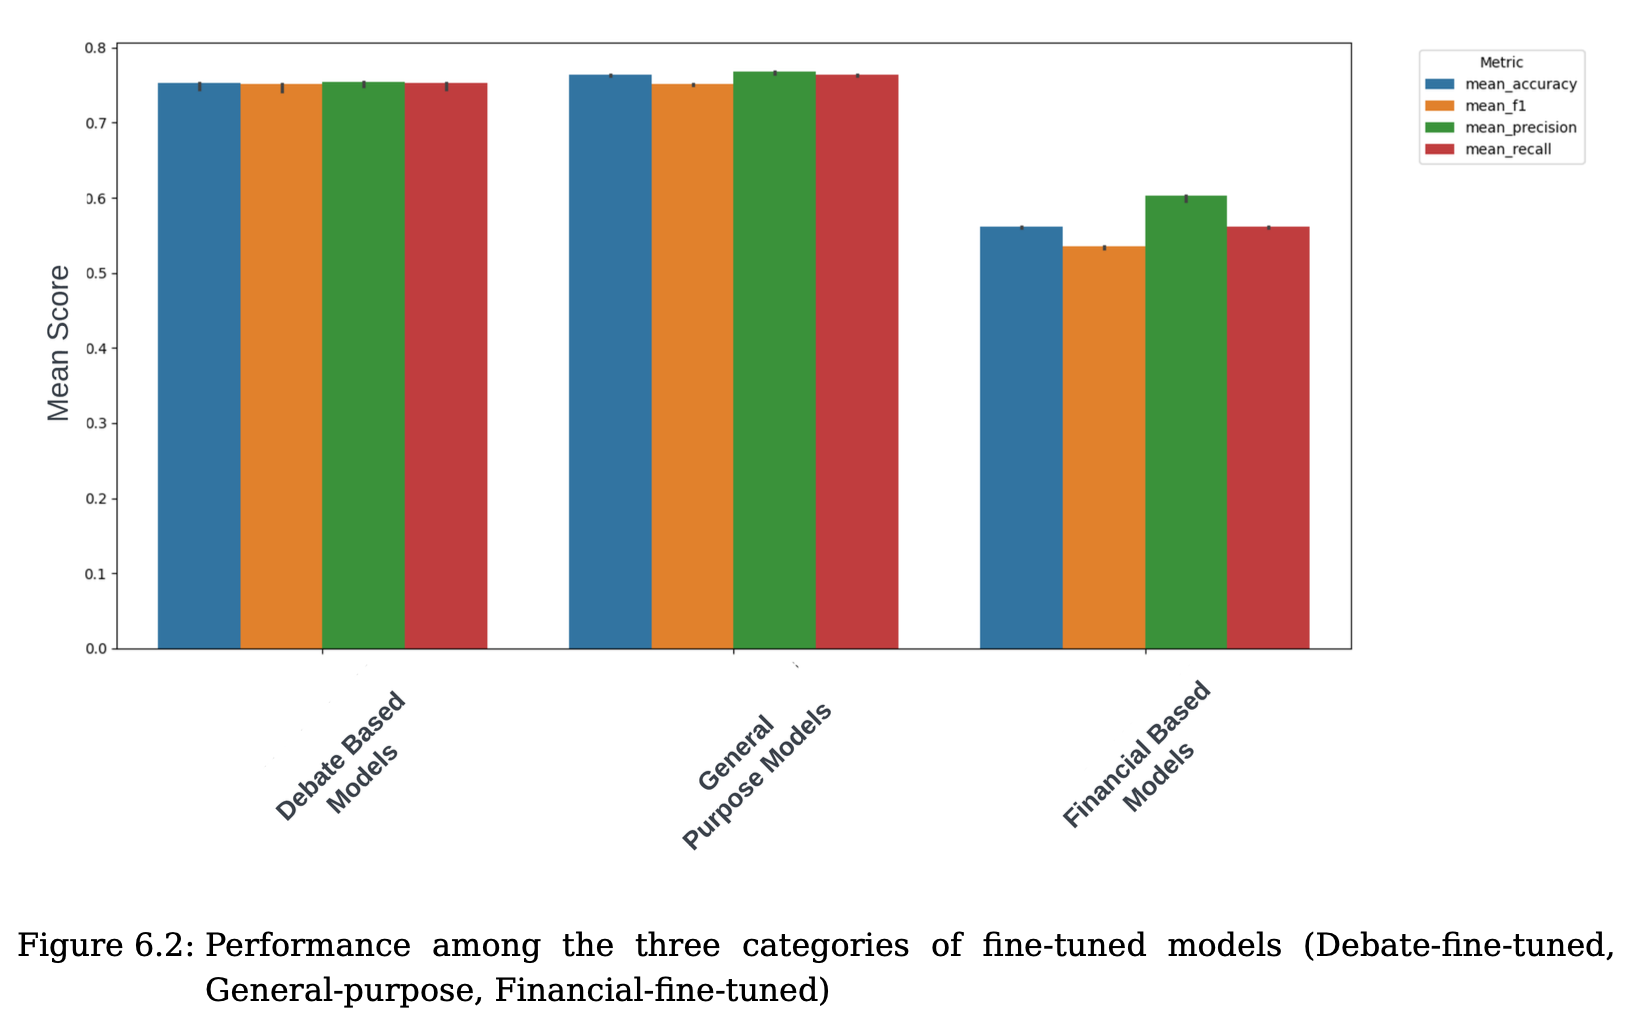 0.8
0.7
0.6
0.5
0.4
0.3
0.2
0.1
0.0
Mean Score
Metric
mean_accuracy
mean_f1
mean_precision
mean_recall
Debate Based
Models
General
Purpose Models
Financial Based
Models
Figure 6.2: Performance among the three categories of fine-tuned models (Debate-fine-tuned,
General-purpose, Financial-fine-tuned)